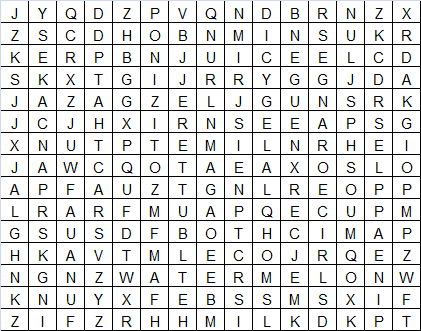 J Y Q D Z P V Q N D B R N Z X
Z S C D H O B N M I N S U K R
K E R P B N J U I C E E L C D
S K X T G I J R R Y G G J D A
J A Z A G Z E L J G U N S R K
J C J H X I R N S E E A P S G
X N U T P T E M I L N R H E I
J A W C Q O T A E A X O S L O
A P F A U Z T G N L R E O P P
L R A R F M U A P Q E C U P M
G S U S D F B O T H C I M A P
H K A V T M L E C O J R Q E Z
N G N Z W A T E R M E L O N W
K N U Y X F E B S S M S X I F
Z I F Z R H H M I L K D K P T